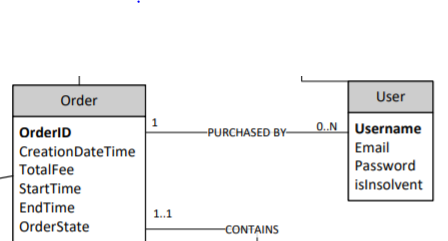 Order
OrderID
CreationDateTime
TotalFee
StartTime
EndTime
OrderState
1
PURCHASED BY
0..N
User
Username
Email
Password
isInsolvent
1..1
CONTAINS